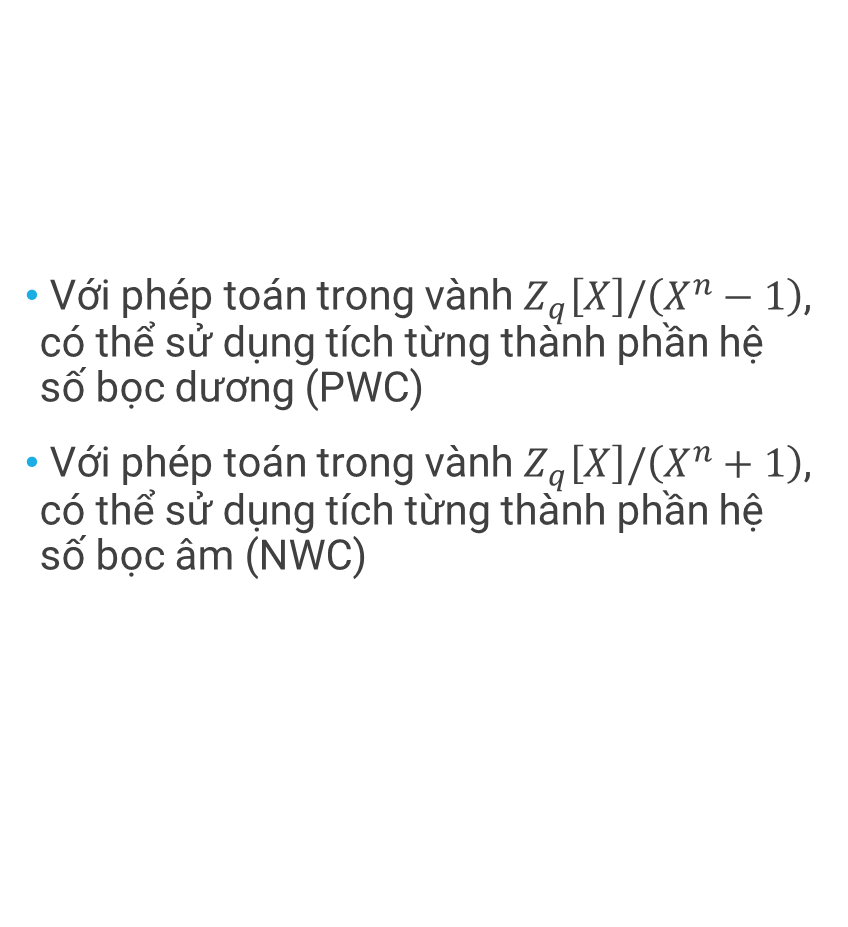 • Với phép toán trong vành $Z_q[X]/(X^n - 1)$,
có thể sử dụng tích từng thành phần hệ
số bọc dương (PWC)
• Với phép toán trong vành $Z_q[X]/(X^n + 1)$,
có thể sử dụng tích từng thành phần hệ
số bọc âm (NWC)